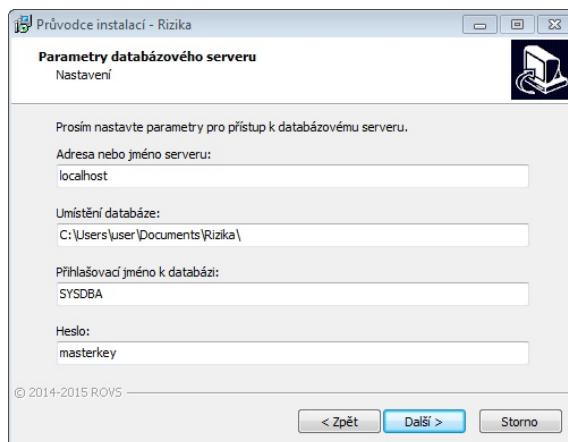 Průvodce instalací - Rizika
Parametry databázového serveru
Nastavení
Prosím nastavte parametry pro přístup k databázovému serveru.
Adresa nebo jméno serveru:
localhost
Umístění databáze:
C:\Users\user\Documents\Rizika\
Přihlašovací jméno k databázi:
SYSDBA
Heslo:
masterkey
© 2014-2015 ROVS
< Zpět Další > Storno